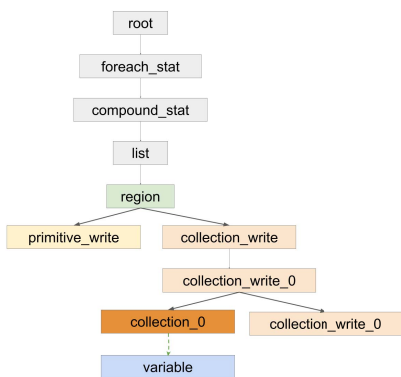 root
foreach_stat
compound_stat
list
region
primitive_write
collection_write
collection_write_0
collection_0
collection_write_0
variable